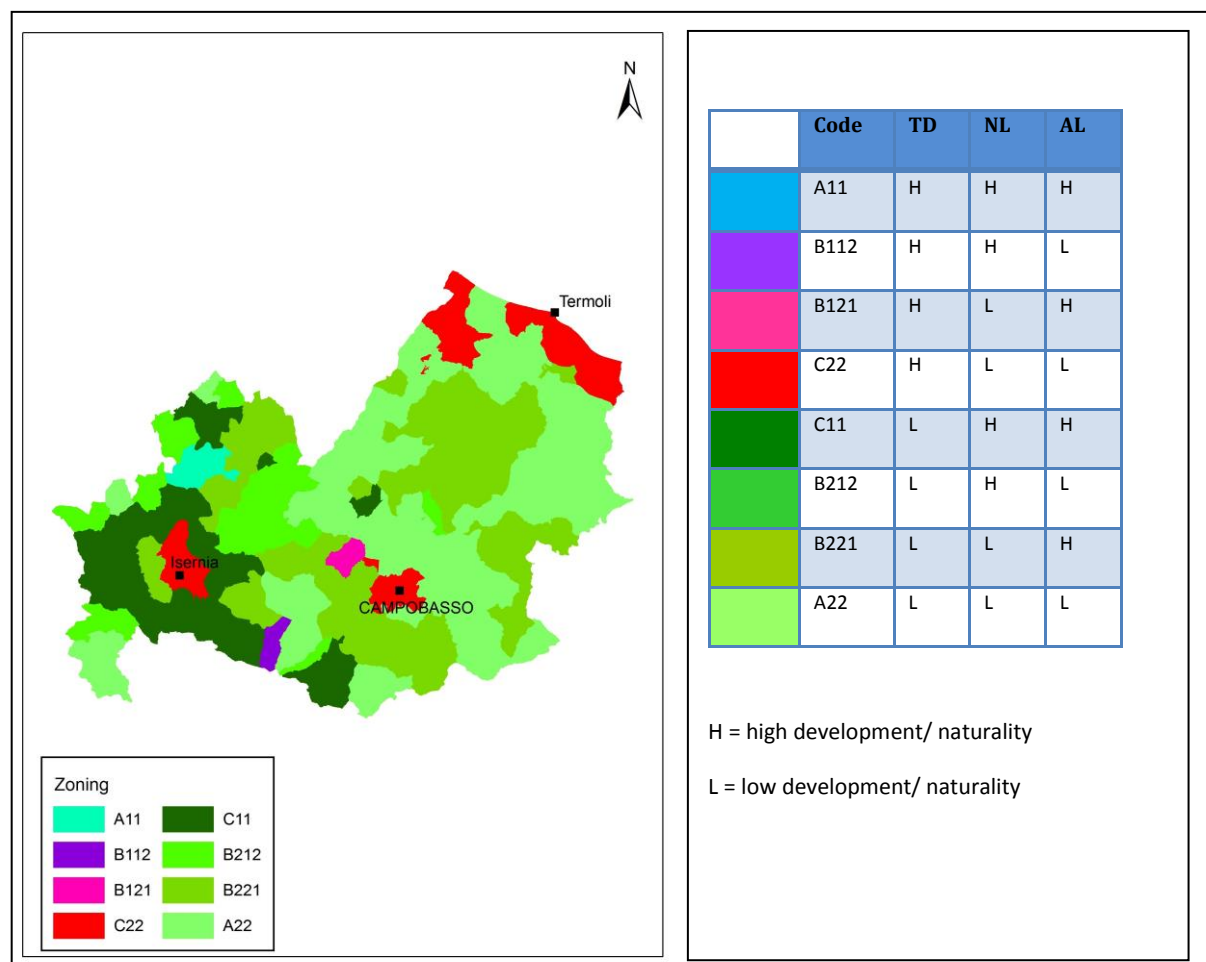 N
Termoli
Isernia
CAMPOBASSO
Zoning
A11 C11
B112 B212
B121 B221
C22 A22
Code TD NL AL
A11 H H H
B112 H H L
B121 H L H
C22 H L L
C11 L H H
B212 L H L
B221 L L H
A22 L L L
H = high development/ naturality
L = low development/ naturality